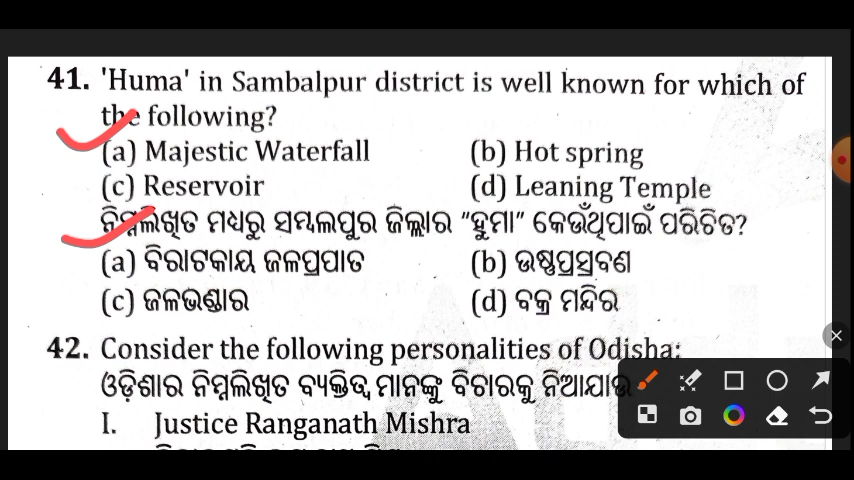 41. 'Huma' in Sambalpur district is well known for which of
the following?
(a) Majestic Waterfall (b) Hot spring
(c) Reservoir (d) Leaning Temple
ନିମ୍ନଲିଖିତ ମଧ୍ୟରୁ ସମ୍ବଲପୁର ଜିଲ୍ଲାର “ହୁମା” କେଉଁଥିପାଇଁ ପରିଚିତ?
(a) ବିରାଟକାୟ ଜଳପ୍ରପାତ (b) ଉଷ୍ଣପ୍ରସ୍ରବଣ
(c) ଜଳଭଣ୍ଡାର (d) ବକ୍ର ମନ୍ଦିର
42. Consider the following personalities of Odisha:
ଓଡ଼ିଶାର ନିମ୍ନଲିଖିତ ବ୍ୟକ୍ତିତ୍ୱ ମାନଙ୍କୁ ବିଚାରକୁ ନିଆଯାଉ
I. Justice Ranganath Mishra